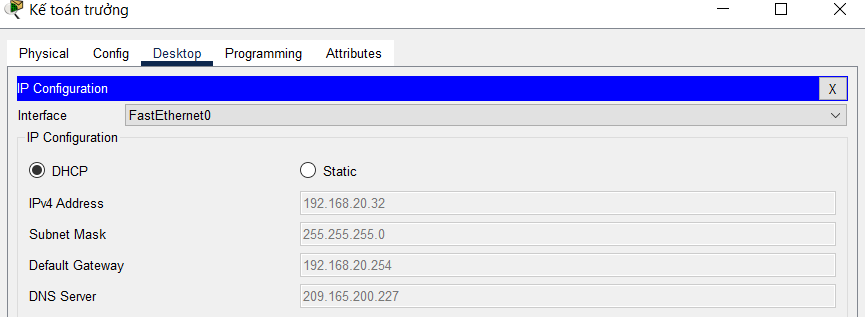 Kế toán trưởng
Physical Config Desktop Programming Attributes
IP Configuration X
Interface FastEthernet0
IP Configuration
DHCP Static
IPv4 Address 192.168.20.32
Subnet Mask 255.255.255.0
Default Gateway 192.168.20.254
DNS Server 209.165.200.227